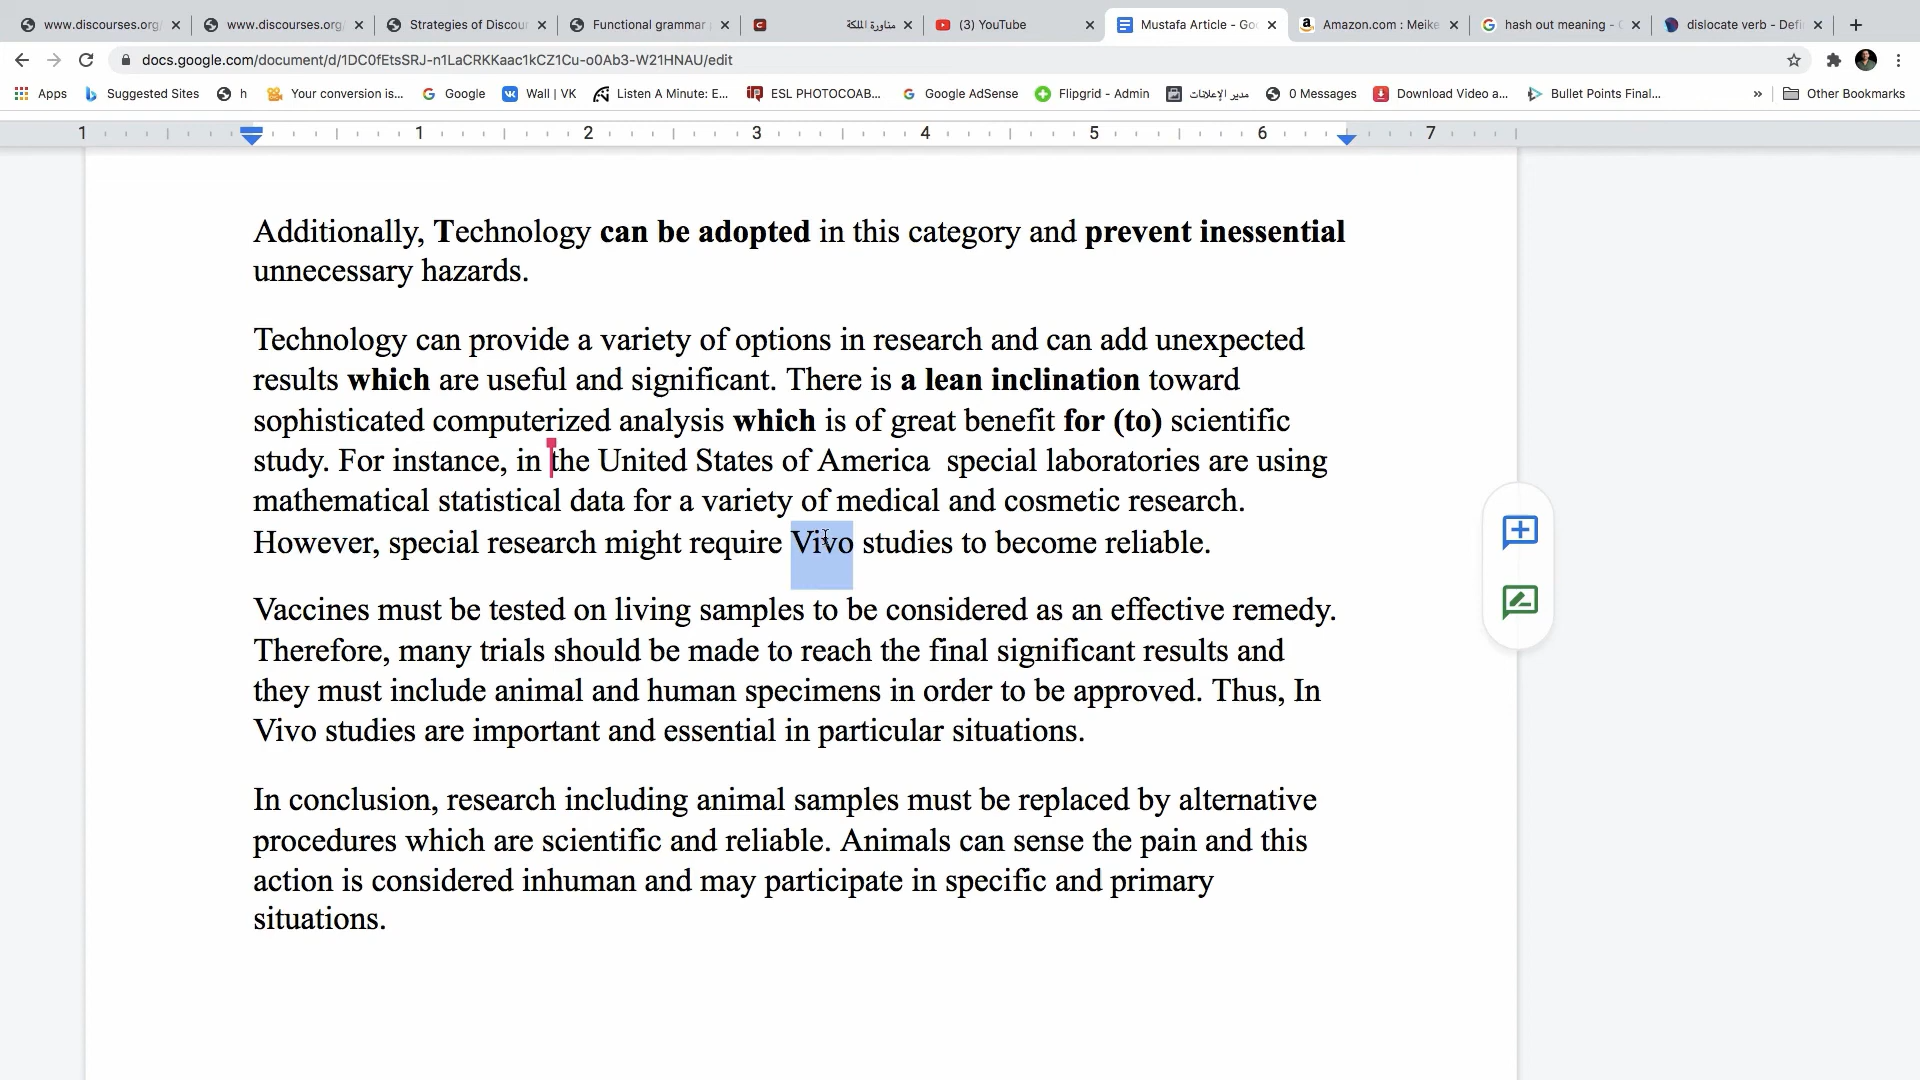 www.discourses.org/
www.discourses.org/
Strategies of Discou
Functional grammar
مناورة الملكة
(3) YouTube
Mustafa Article - Go
Amazon.com : Meike
hash out meaning -
dislocate verb - Defi
docs.google.com/document/d/1DC0fEtsSRJ-n1LaCRKKaac1kCZ1Cu-o0Ab3-W21HNAU/edit
Apps
Suggested Sites
h
Your conversion is...
Google
Wall | VK
Listen A Minute: E...
ESL PHOTOCOAB...
Google AdSense
Flipgrid - Admin
مدير الإعلانات
0 Messages
Download Video a...
Bullet Points Final...
»
Other Bookmarks
1 1 2 3 4 5 6 7
Additionally, Technology can be adopted in this category and prevent inessential
unnecessary hazards.
Technology can provide a variety of options in research and can add unexpected
results which are useful and significant. There is a lean inclination toward
sophisticated computerized analysis which is of great benefit for (to) scientific
study. For instance, in the United States of America  special laboratories are using
mathematical statistical data for a variety of medical and cosmetic research.
However, special research might require Vivo studies to become reliable.
Vaccines must be tested on living samples to be considered as an effective remedy.
Therefore, many trials should be made to reach the final significant results and
they must include animal and human specimens in order to be approved. Thus, In
Vivo studies are important and essential in particular situations.
In conclusion, research including animal samples must be replaced by alternative
procedures which are scientific and reliable. Animals can sense the pain and this
action is considered inhuman and may participate in specific and primary
situations.